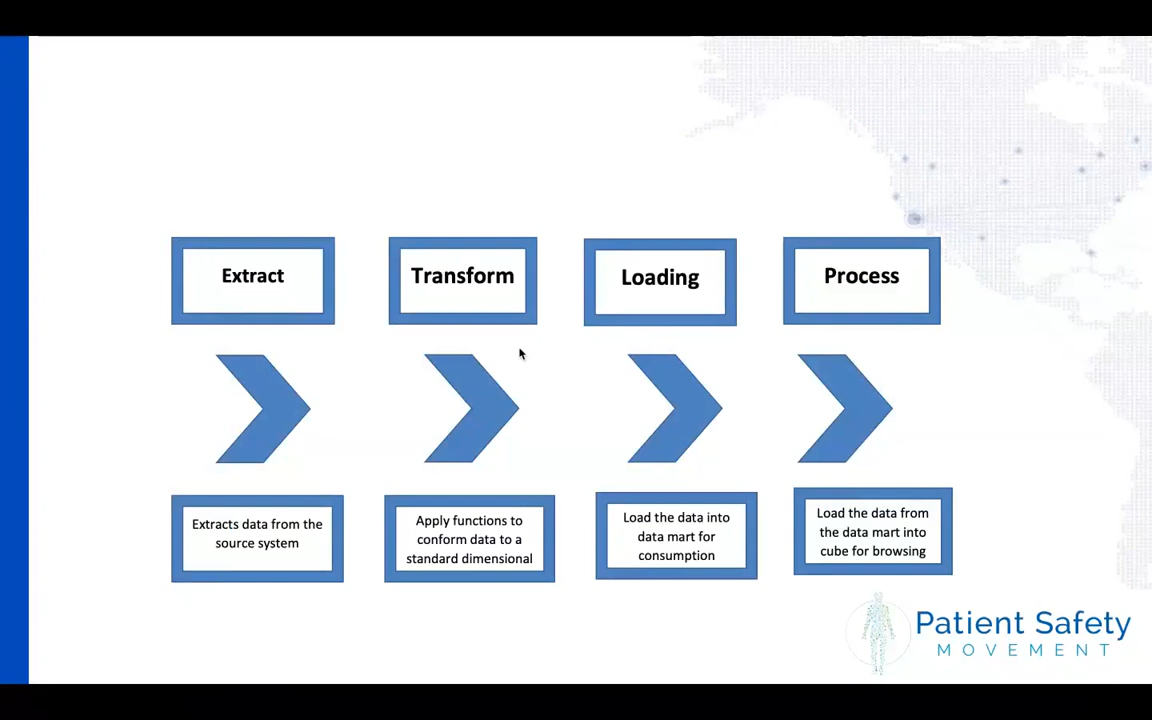 Extract
Transform
Loading
Process
Extracts data from the
source system
Apply functions to
conform data to a
standard dimensional
Load the data into
data mart for
consumption
Load the data from
the data mart into
cube for browsing
Patient Safety
MOVEMENT